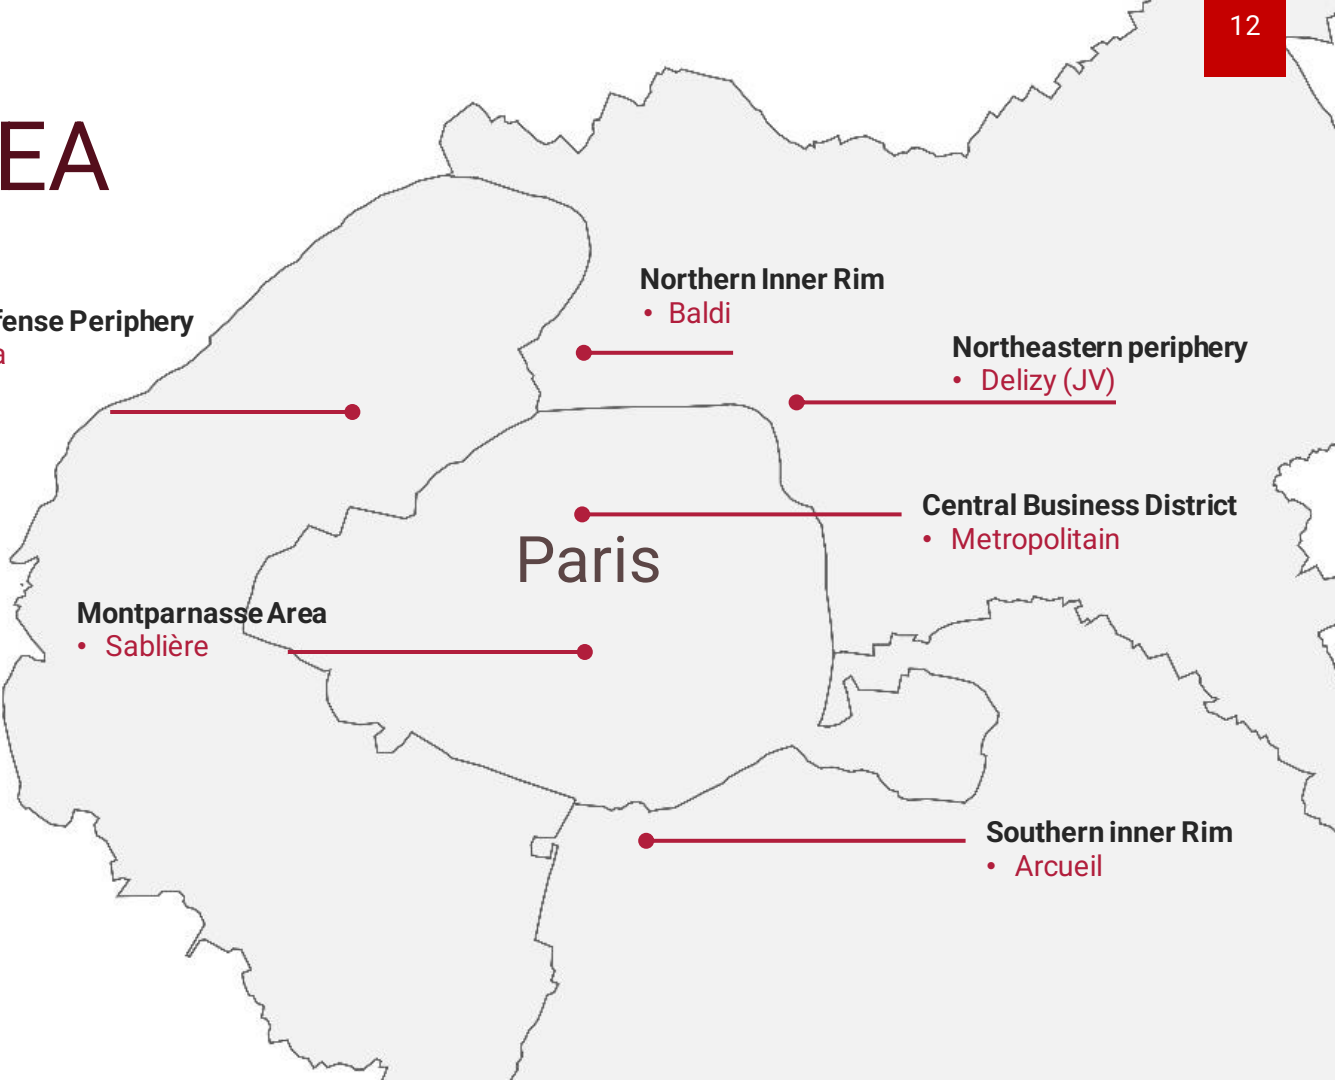 12
EA
Northern Inner Rim
• Baldi
fense Periphery
a
Northeastern periphery
• Delizy (JV)
Central Business District
• Metropolitain
Paris
Montparnasse Area
• Sablière
Southern inner Rim
• Arcueil